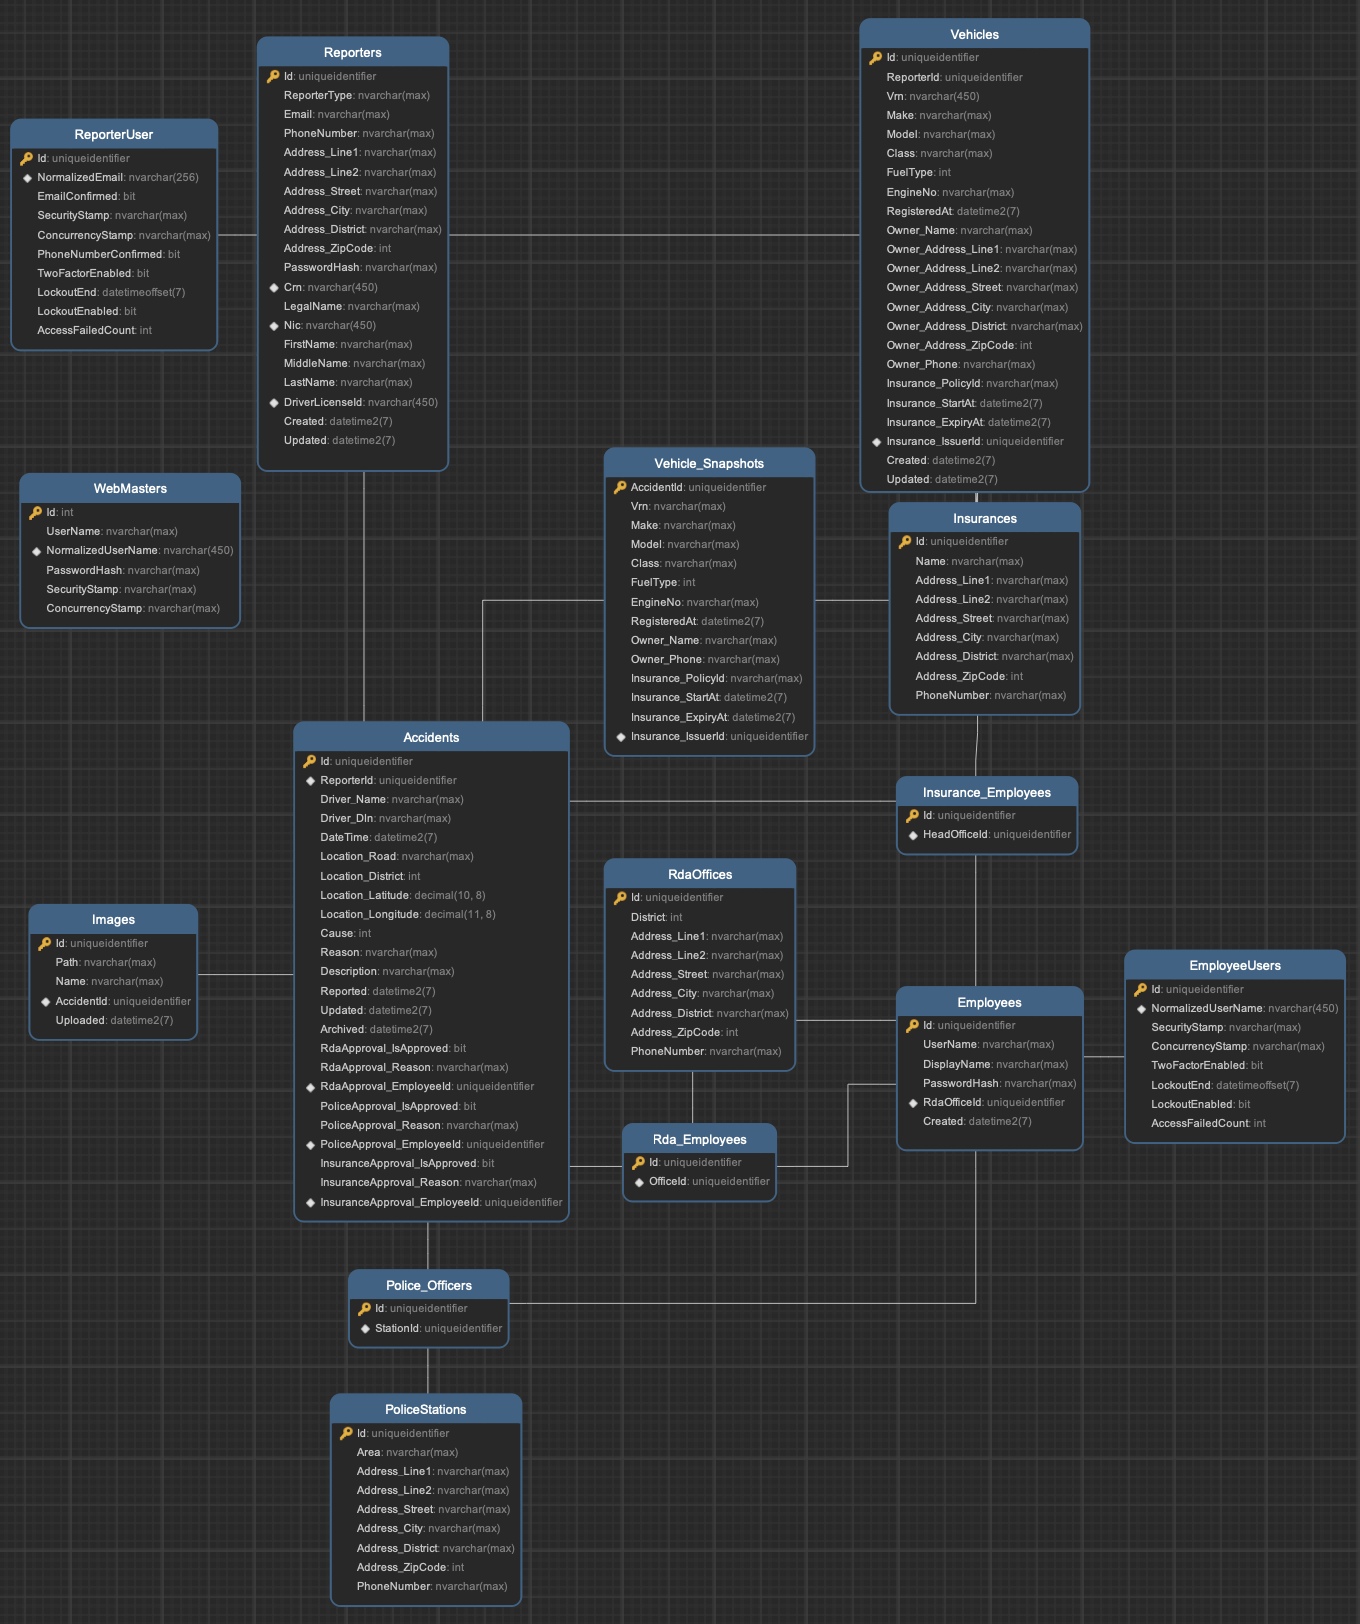 Reporters
Id: uniqueidentifier
ReporterType: nvarchar(max)
Email: nvarchar(max)
PhoneNumber: nvarchar(max)
Address_Line1: nvarchar(max)
Address_Line2: nvarchar(max)
Address_Street: nvarchar(max)
Address_City: nvarchar(max)
Address_District: nvarchar(max)
Address_ZipCode: int
PasswordHash: nvarchar(max)
Crn: nvarchar(450)
LegalName: nvarchar(max)
Nic: nvarchar(450)
FirstName: nvarchar(max)
MiddleName: nvarchar(max)
LastName: nvarchar(max)
DriverLicenseId: nvarchar(450)
Created: datetime2(7)
Updated: datetime2(7)
Vehicles
Id: uniqueidentifier
ReporterId: uniqueidentifier
Vrn: nvarchar(450)
Make: nvarchar(max)
Model: nvarchar(max)
Class: nvarchar(max)
FuelType: int
EngineNo: nvarchar(max)
RegisteredAt: datetime2(7)
Owner_Name: nvarchar(max)
Owner_Address_Line1: nvarchar(max)
Owner_Address_Line2: nvarchar(max)
Owner_Address_Street: nvarchar(max)
Owner_Address_City: nvarchar(max)
Owner_Address_District: nvarchar(max)
Owner_Address_ZipCode: int
Owner_Phone: nvarchar(max)
Insurance_PolicyId: nvarchar(max)
Insurance_StartAt: datetime2(7)
Insurance_ExpiryAt: datetime2(7)
Insurance_IssuerId: uniqueidentifier
Created: datetime2(7)
Updated: datetime2(7)
ReporterUser
Id: uniqueidentifier
NormalizedEmail: nvarchar(256)
EmailConfirmed: bit
SecurityStamp: nvarchar(max)
ConcurrencyStamp: nvarchar(max)
PhoneNumberConfirmed: bit
TwoFactorEnabled: bit
LockoutEnd: datetimeoffset(7)
LockoutEnabled: bit
AccessFailedCount: int
WebMasters
Id: int
UserName: nvarchar(max)
NormalizedUserName: nvarchar(450)
PasswordHash: nvarchar(max)
SecurityStamp: nvarchar(max)
ConcurrencyStamp: nvarchar(max)
Vehicle_Snapshots
AccidentId: uniqueidentifier
Vrn: nvarchar(max)
Make: nvarchar(max)
Model: nvarchar(max)
Class: nvarchar(max)
FuelType: int
EngineNo: nvarchar(max)
RegisteredAt: datetime2(7)
Owner_Name: nvarchar(max)
Owner_Phone: nvarchar(max)
Insurance_PolicyId: nvarchar(max)
Insurance_StartAt: datetime2(7)
Insurance_ExpiryAt: datetime2(7)
Insurance_IssuerId: uniqueidentifier
Insurances
Id: uniqueidentifier
Name: nvarchar(max)
Address_Line1: nvarchar(max)
Address_Line2: nvarchar(max)
Address_Street: nvarchar(max)
Address_City: nvarchar(max)
Address_District: nvarchar(max)
Address_ZipCode: int
PhoneNumber: nvarchar(max)
Accidents
Id: uniqueidentifier
ReporterId: uniqueidentifier
Driver_Name: nvarchar(max)
Driver_Dln: nvarchar(max)
DateTime: datetime2(7)
Location_Road: nvarchar(max)
Location_District: int
Location_Latitude: decimal(10, 8)
Location_Longitude: decimal(11, 8)
Cause: int
Reason: nvarchar(max)
Description: nvarchar(max)
Reported: datetime2(7)
Updated: datetime2(7)
Archived: datetime2(7)
RdaApproval_IsApproved: bit
RdaApproval_Reason: nvarchar(max)
RdaApproval_EmployeeId: uniqueidentifier
PoliceApproval_IsApproved: bit
PoliceApproval_Reason: nvarchar(max)
PoliceApproval_EmployeeId: uniqueidentifier
InsuranceApproval_IsApproved: bit
InsuranceApproval_Reason: nvarchar(max)
InsuranceApproval_EmployeeId: uniqueidentifier
Insurance_Employees
Id: uniqueidentifier
HeadOfficeId: uniqueidentifier
RdaOffices
Id: uniqueidentifier
District: int
Address_Line1: nvarchar(max)
Address_Line2: nvarchar(max)
Address_Street: nvarchar(max)
Address_City: nvarchar(max)
Address_District: nvarchar(max)
Address_ZipCode: int
PhoneNumber: nvarchar(max)
Images
Id: uniqueidentifier
Path: nvarchar(max)
Name: nvarchar(max)
AccidentId: uniqueidentifier
Uploaded: datetime2(7)
Employees
Id: uniqueidentifier
UserName: nvarchar(max)
DisplayName: nvarchar(max)
PasswordHash: nvarchar(max)
RdaOfficeId: uniqueidentifier
Created: datetime2(7)
EmployeeUsers
Id: uniqueidentifier
NormalizedUserName: nvarchar(450)
SecurityStamp: nvarchar(max)
ConcurrencyStamp: nvarchar(max)
TwoFactorEnabled: bit
LockoutEnd: datetimeoffset(7)
LockoutEnabled: bit
AccessFailedCount: int
Rda_Employees
Id: uniqueidentifier
OfficeId: uniqueidentifier
Police_Officers
Id: uniqueidentifier
StationId: uniqueidentifier
PoliceStations
Id: uniqueidentifier
Area: nvarchar(max)
Address_Line1: nvarchar(max)
Address_Line2: nvarchar(max)
Address_Street: nvarchar(max)
Address_City: nvarchar(max)
Address_District: nvarchar(max)
Address_ZipCode: int
PhoneNumber: nvarchar(max)